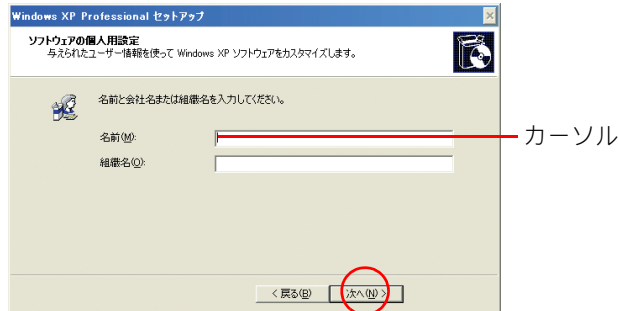 Windows XP Professional セットアップ
ソフトウェアの個人用設定
与えられたユーザー情報を使って Windows XP ソフトウェアをカスタマイズします。
名前と会社名または組織名を入力してください。
名前(M):
カーソル
組織名(O):
< 戻る(B)
次へ(N) >